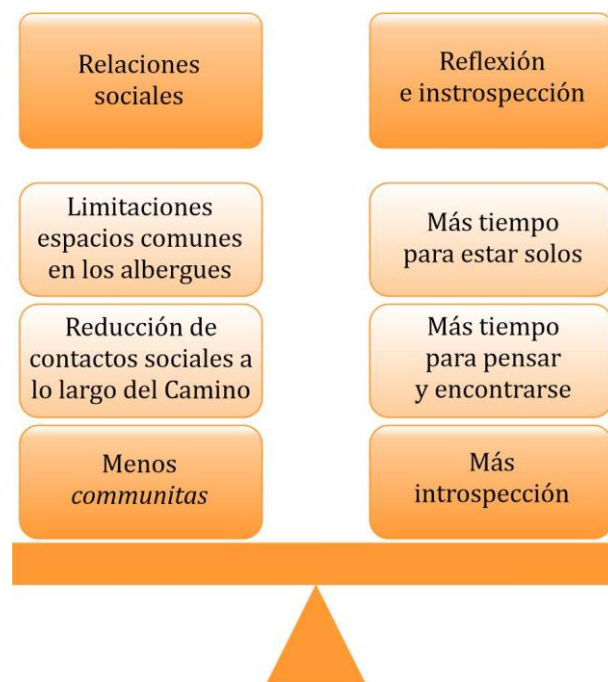 Relaciones
sociales
Limitaciones
espacios comunes
en los albergues
Reducción de
contactos sociales a
lo largo del Camino
Menos
communitas
Reflexión
e instrospección
Más tiempo
para estar solos
Más tiempo
para pensar
y encontrarse
Más
introspección